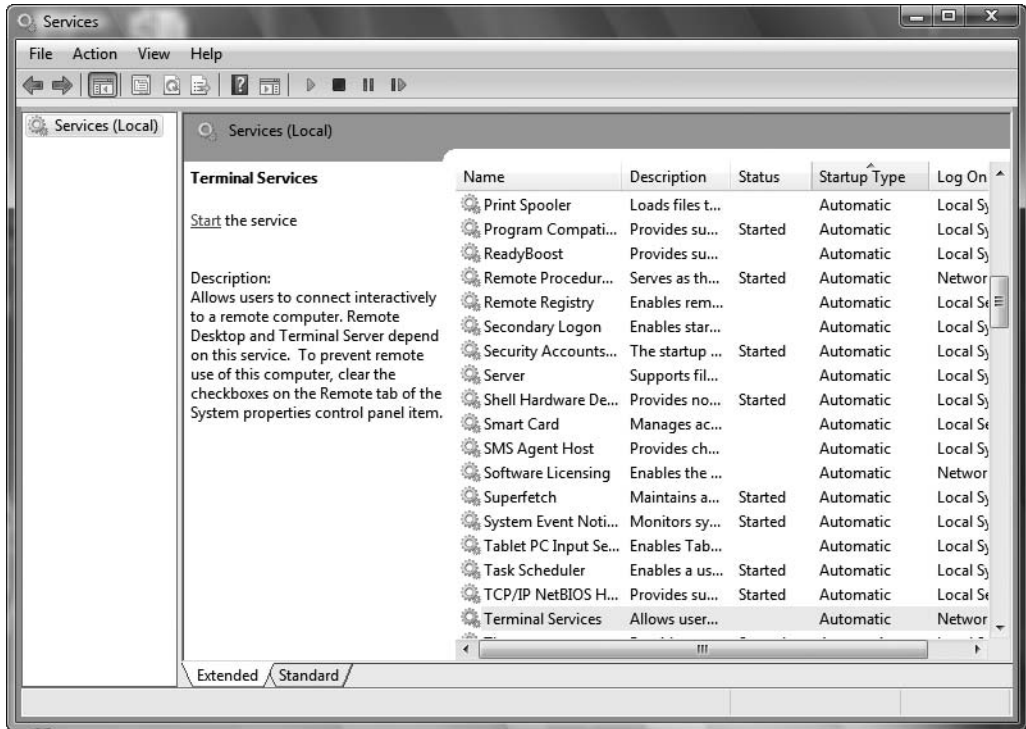 Services
File Action View Help
Services (Local)
Services (Local)
Terminal Services
Start the service
Description:
Allows users to connect interactively
to a remote computer. Remote
Desktop and Terminal Server depend
on this service. To prevent remote
use of this computer, clear the
checkboxes on the Remote tab of the
System properties control panel item.
Name Description Status Startup Type Log On
Print Spooler Loads files t... Automatic Local Sy
Program Compati... Provides su... Started Automatic Local Sy
ReadyBoost Provides su... Automatic Local Sy
Remote Procedur... Serves as th... Started Automatic Networ
Remote Registry Enables rem... Automatic Local Se
Secondary Logon Enables star... Automatic Local Sy
Security Accounts... The startup ... Started Automatic Local Sy
Server Supports fil... Automatic Local Sy
Shell Hardware De... Provides no... Started Automatic Local Sy
Smart Card Manages ac... Automatic Local Se
SMS Agent Host Provides ch... Automatic Local Sy
Software Licensing Enables the ... Automatic Networ
Superfetch Maintains a... Started Automatic Local Sy
System Event Noti... Monitors sy... Started Automatic Local Sy
Tablet PC Input Se... Enables Tab... Automatic Local Sy
Task Scheduler Enables a us... Started Automatic Local Sy
TCP/IP NetBIOS H... Provides su... Started Automatic Local Se
Terminal Services Allows user... Automatic Networ
Extended Standard